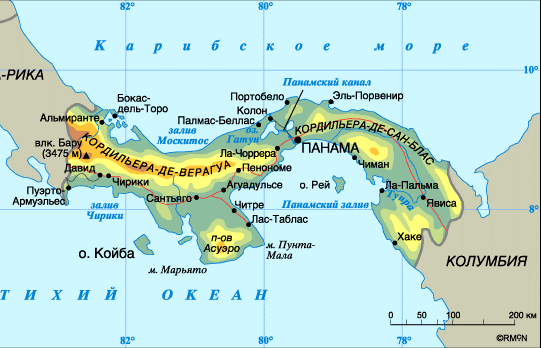 82°
80°
78°
Карибское море
А-РИКА
10°
Панамский канал
Бокас-
дель-Торо
Портобело
Эль-Порвенир
Альмиранте
Колон
Палмас-Беллас
залив
Москитос
оз.
Гатун
КОРДИЛЬЕРА-ДЕ-САН-БЛАС
влк. Бару
(3475 м)
КОРДИЛЬЕРА-ДЕ-ВЕРАГУА
Ла-Чоррера
ПАНАМА
Чиман
Давид
Пенономе
Чирики
о. Рей
Ла-Пальма
Пуэрто-
Армуэльес
Агуадульсе
Сантьяго
Панамский залив
Туира
Явиса
залив
Чирики
Читре
8°
Лас-Таблас
Хаке
п-ов
Асуэро
о. Койба
м. Пунта-
Мала
КОЛУМБИЯ
м. Марьято
ТИХИЙ ОКЕАН
0 100 200 км
82°
80°
78°
©RMCN